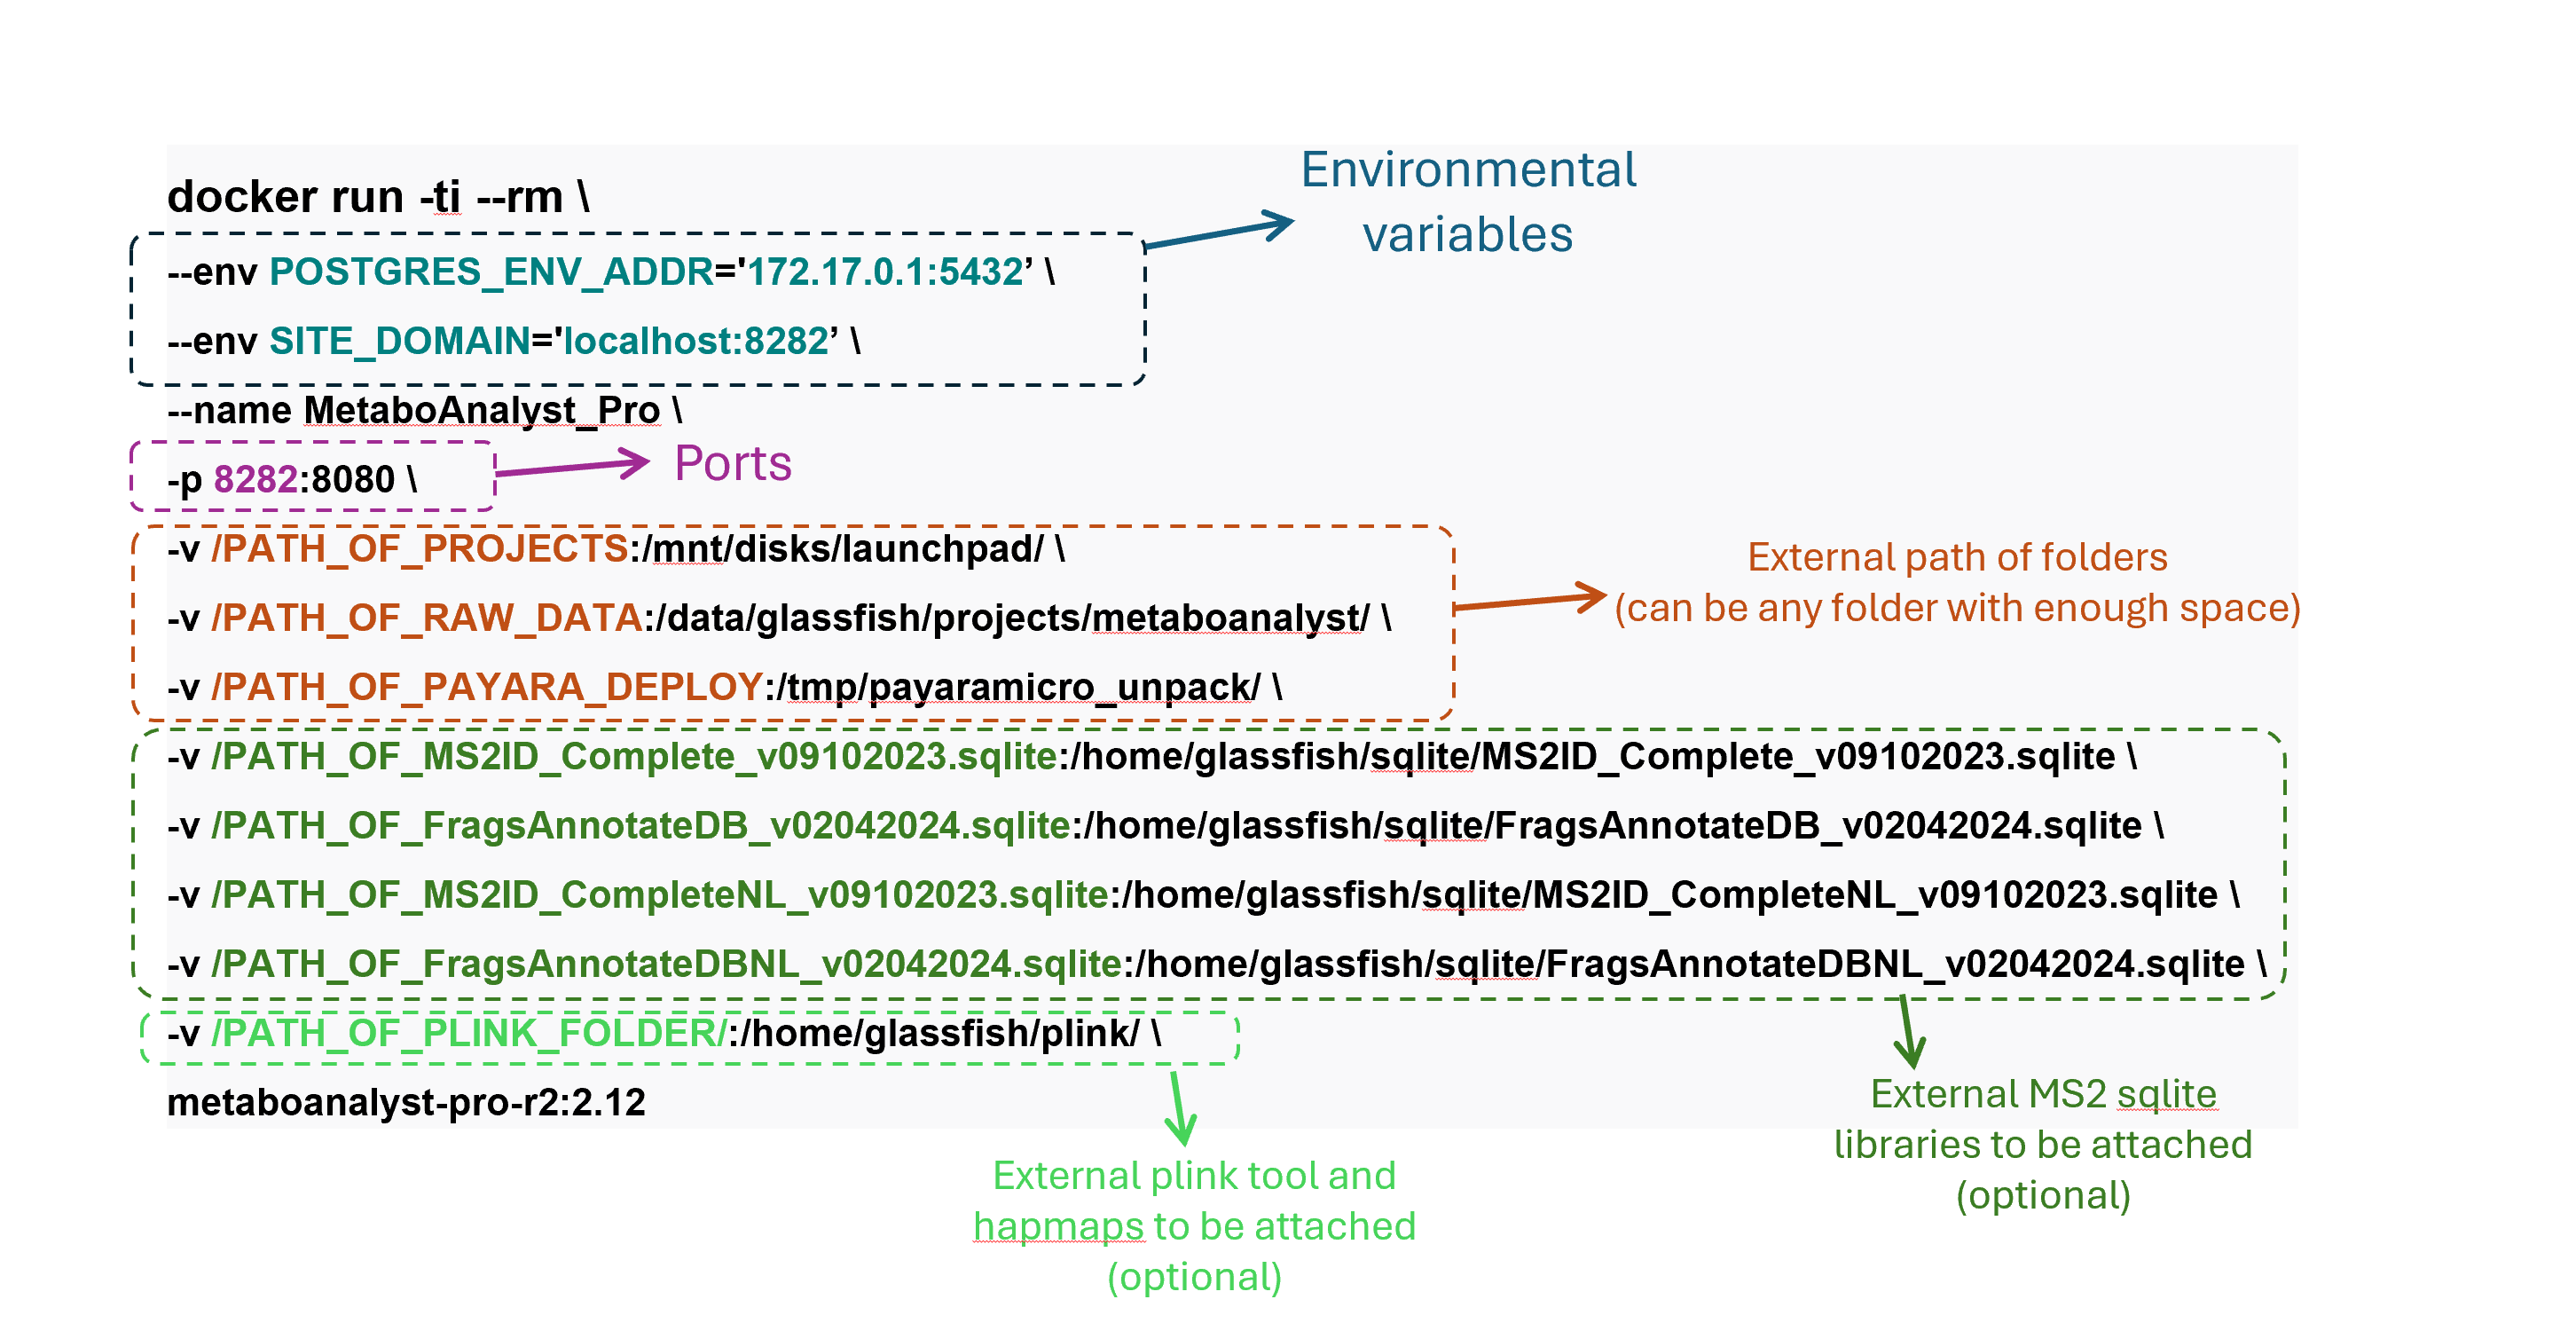 Environmental
variables
docker run -ti --rm \
--env POSTGRES_ENV_ADDR='172.17.0.1:5432’ \
--env SITE_DOMAIN='localhost:8282’ \
--name MetaboAnalyst_Pro \
-p 8282:8080 \
Ports
-v /PATH_OF_PROJECTS:/mnt/disks/launchpad/ \
-v /PATH_OF_RAW_DATA:/data/glassfish/projects/metaboanalyst/ \
-v /PATH_OF_PAYARA_DEPLOY:/tmp/payaramicro_unpack/ \
External path of folders
(can be any folder with enough space)
-v /PATH_OF_MS2ID_Complete_v09102023.sqlite:/home/glassfish/sqlite/MS2ID_Complete_v09102023.sqlite \
-v /PATH_OF_FragsAnnotateDB_v02042024.sqlite:/home/glassfish/sqlite/FragsAnnotateDB_v02042024.sqlite \
-v /PATH_OF_MS2ID_CompleteNL_v09102023.sqlite:/home/glassfish/sqlite/MS2ID_CompleteNL_v09102023.sqlite \
-v /PATH_OF_FragsAnnotateDBNL_v02042024.sqlite:/home/glassfish/sqlite/FragsAnnotateDBNL_v02042024.sqlite \
-v /PATH_OF_PLINK_FOLDER/:/home/glassfish/plink/ \
metaboanalyst-pro-r2:2.12
External MS2 sqlite
libraries to be attached
(optional)
External plink tool and
hapmaps to be attached
(optional)